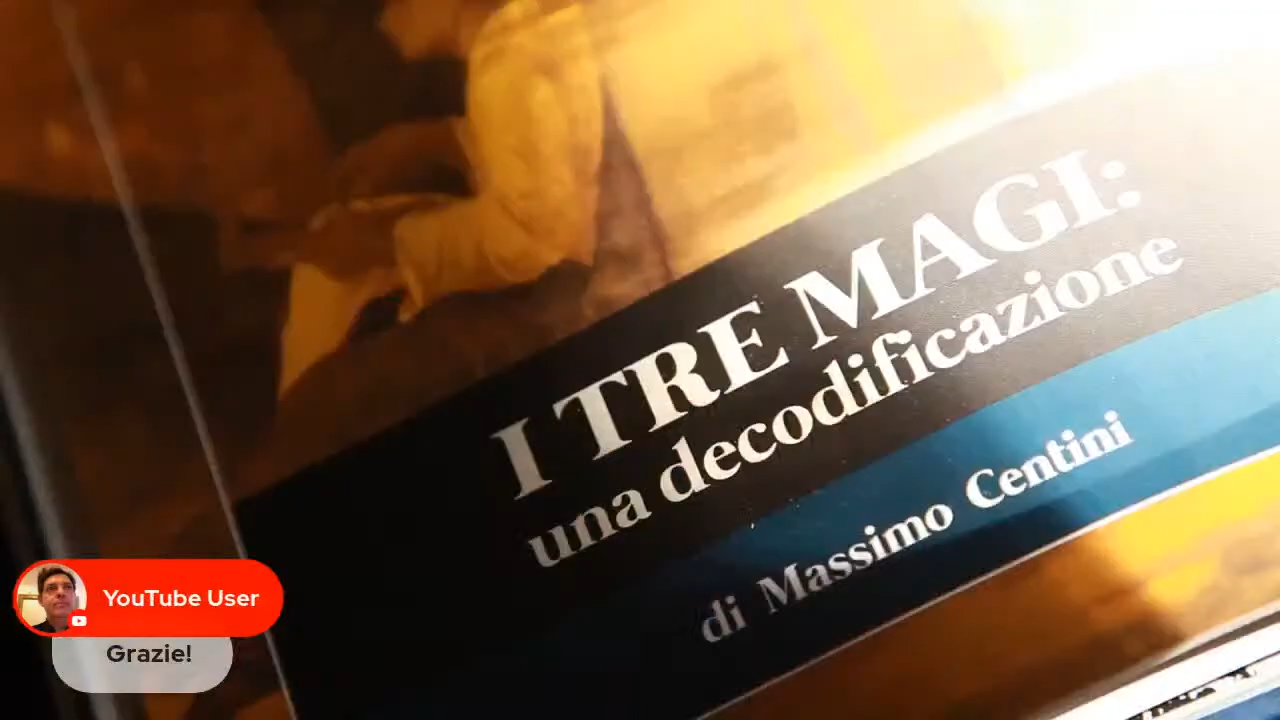 I TRE MAGI:
una decodificazione
di Massimo Centini
YouTube User
Grazie!